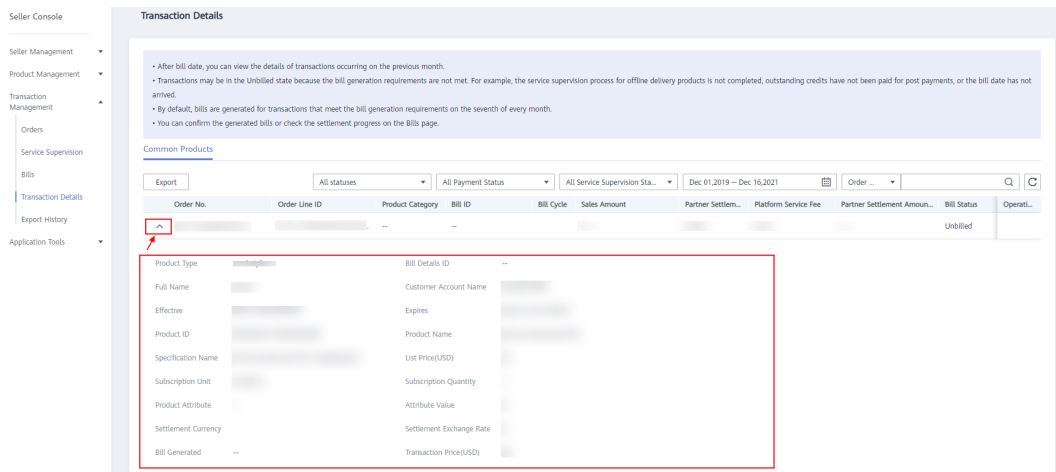 Seller Console
Transaction Details
Seller Management
Product Management
Transaction
Management
Orders
Service Supervision
Bills
Transaction Details
Export History
Application Tools
• After bill date, you can view the details of transactions occurring on the previous month.
• Transactions may be in the Unbilled state because the bill generation requirements are not met. For example, the service supervision process for offline delivery products is not completed, outstanding credits have not been paid for post payments, or the bill date has not
arrived.
• By default, bills are generated for transactions that meet the bill generation requirements on the seventh of every month.
• You can confirm the generated bills or check the settlement progress on the Bills page.
Common Products
Export All statuses All Payment Status All Service Supervision Sta... Dec 01,2019 – Dec 16,2021 Order ...
Order No. Order Line ID Product Category Bill ID Bill Cycle Sales Amount Partner Settlem... Platform Service Fee Partner Settlement Amoun... Bill Status Operati...
-- -- Unbilled
Product Type Bill Details ID --
Full Name Customer Account Name
Effective Expires
Product ID Product Name
Specification Name List Price(USD)
Subscription Unit Subscription Quantity
Product Attribute Attribute Value
Settlement Currency Settlement Exchange Rate
Bill Generated -- Transaction Price(USD)